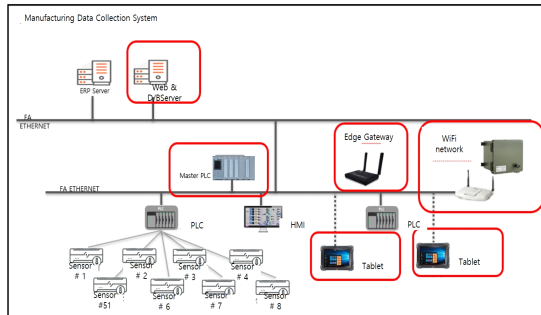 Manufacturing Data Collection System
ERP Server
Web &
D/BServer
FA
ETHERNET
Edge Gateway
WiFi
network
Master PLC
FA ETHERNET
PLC
HMI
PLC
Tablet
Tablet
Sensor
# 1
Sensor
# 2
Sensor
# 3
Sensor
# 4
Sensor
#51
Sensor
# 6
Sensor
# 7
Sensor
# 8